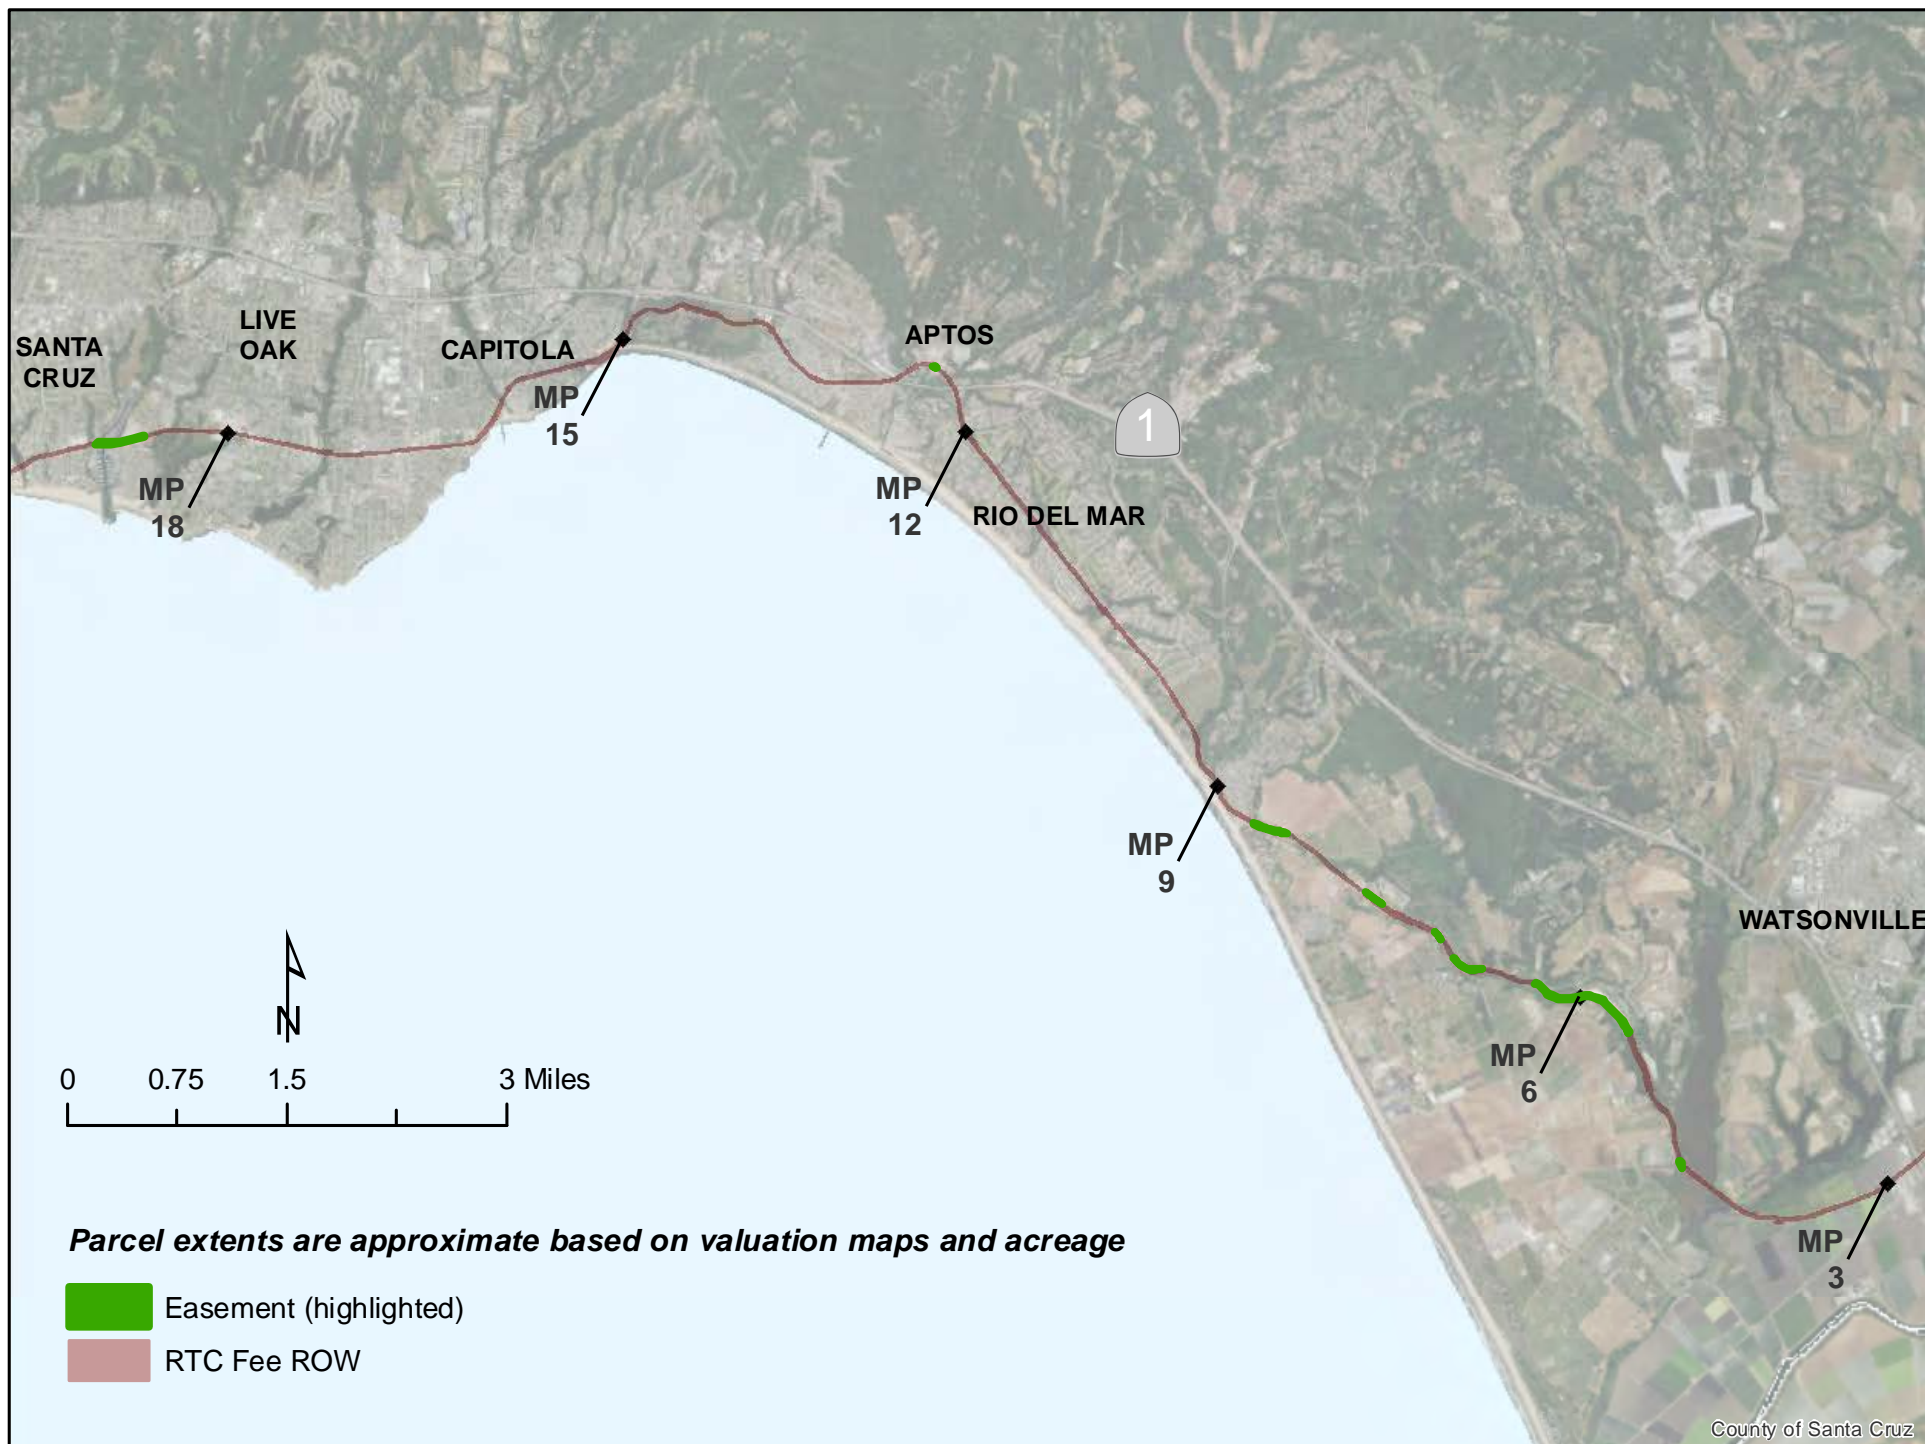 LIVE
OAK
SANTA
CRUZ
CAPITOLA
APTOS
MP
15
1
MP
18
MP
12
RIO DEL MAR
MP
9
WATSONVILLE
N
MP
6
0 0.75 1.5 3 Miles
Parcel extents are approximate based on valuation maps and acreage
MP
3
Easement (highlighted)
RTC Fee ROW
County of Santa Cruz